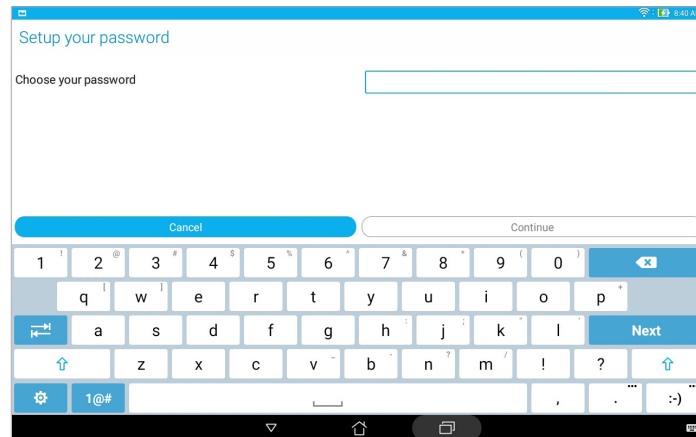 8:40 A
Setup your password
Choose your password
Cancel
Continue
1 ! 2 @ 3 # 4 $ 5 % 6 ^ 7 & 8 * 9 ( 0 )
q [ w ] e r t y u i o p +
a s d f g h : j ; k " l ' Next
z x c v _ b - n ? m / ! ?
1@# , . ... :-) ...